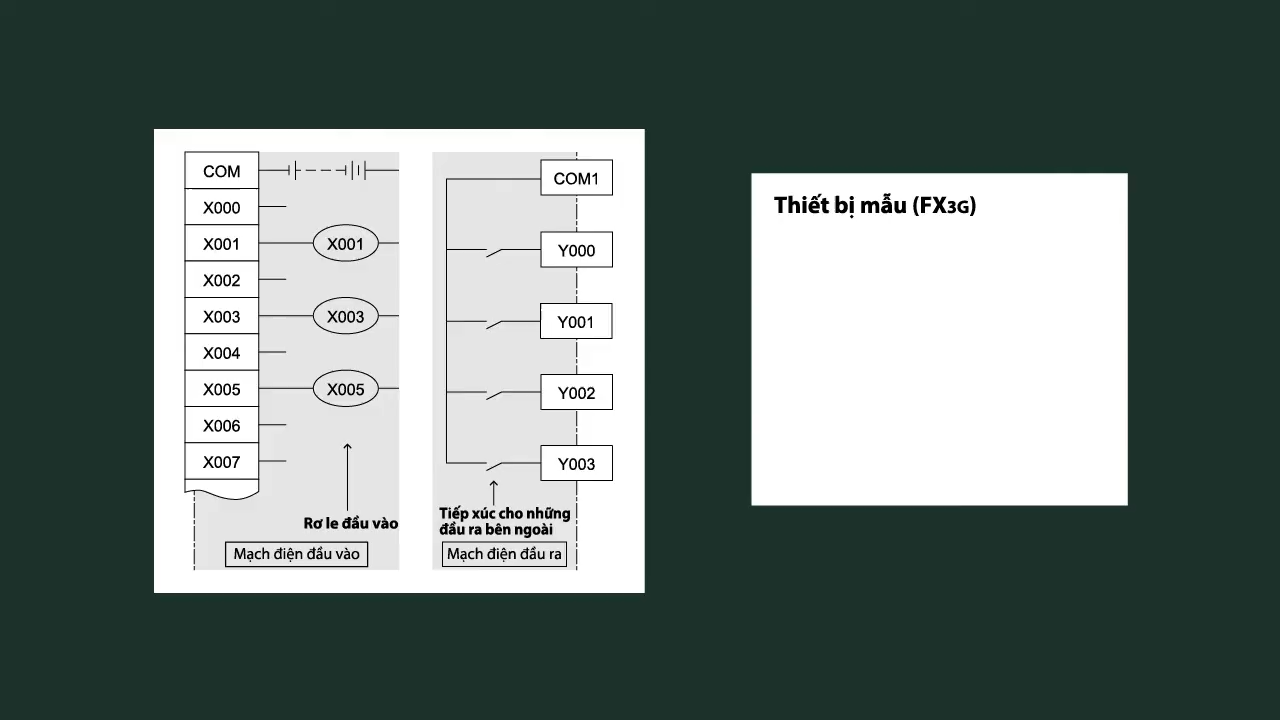 COM
X000
X001 X001
X002
X003 X003
X004
X005 X005
X006
X007
Rơ le đầu vào
Mạch điện đầu vào
COM1
Y000
Y001
Y002
Y003
Tiếp xúc cho những
đầu ra bên ngoài
Mạch điện đầu ra
Thiết bị mẫu (FX3G)